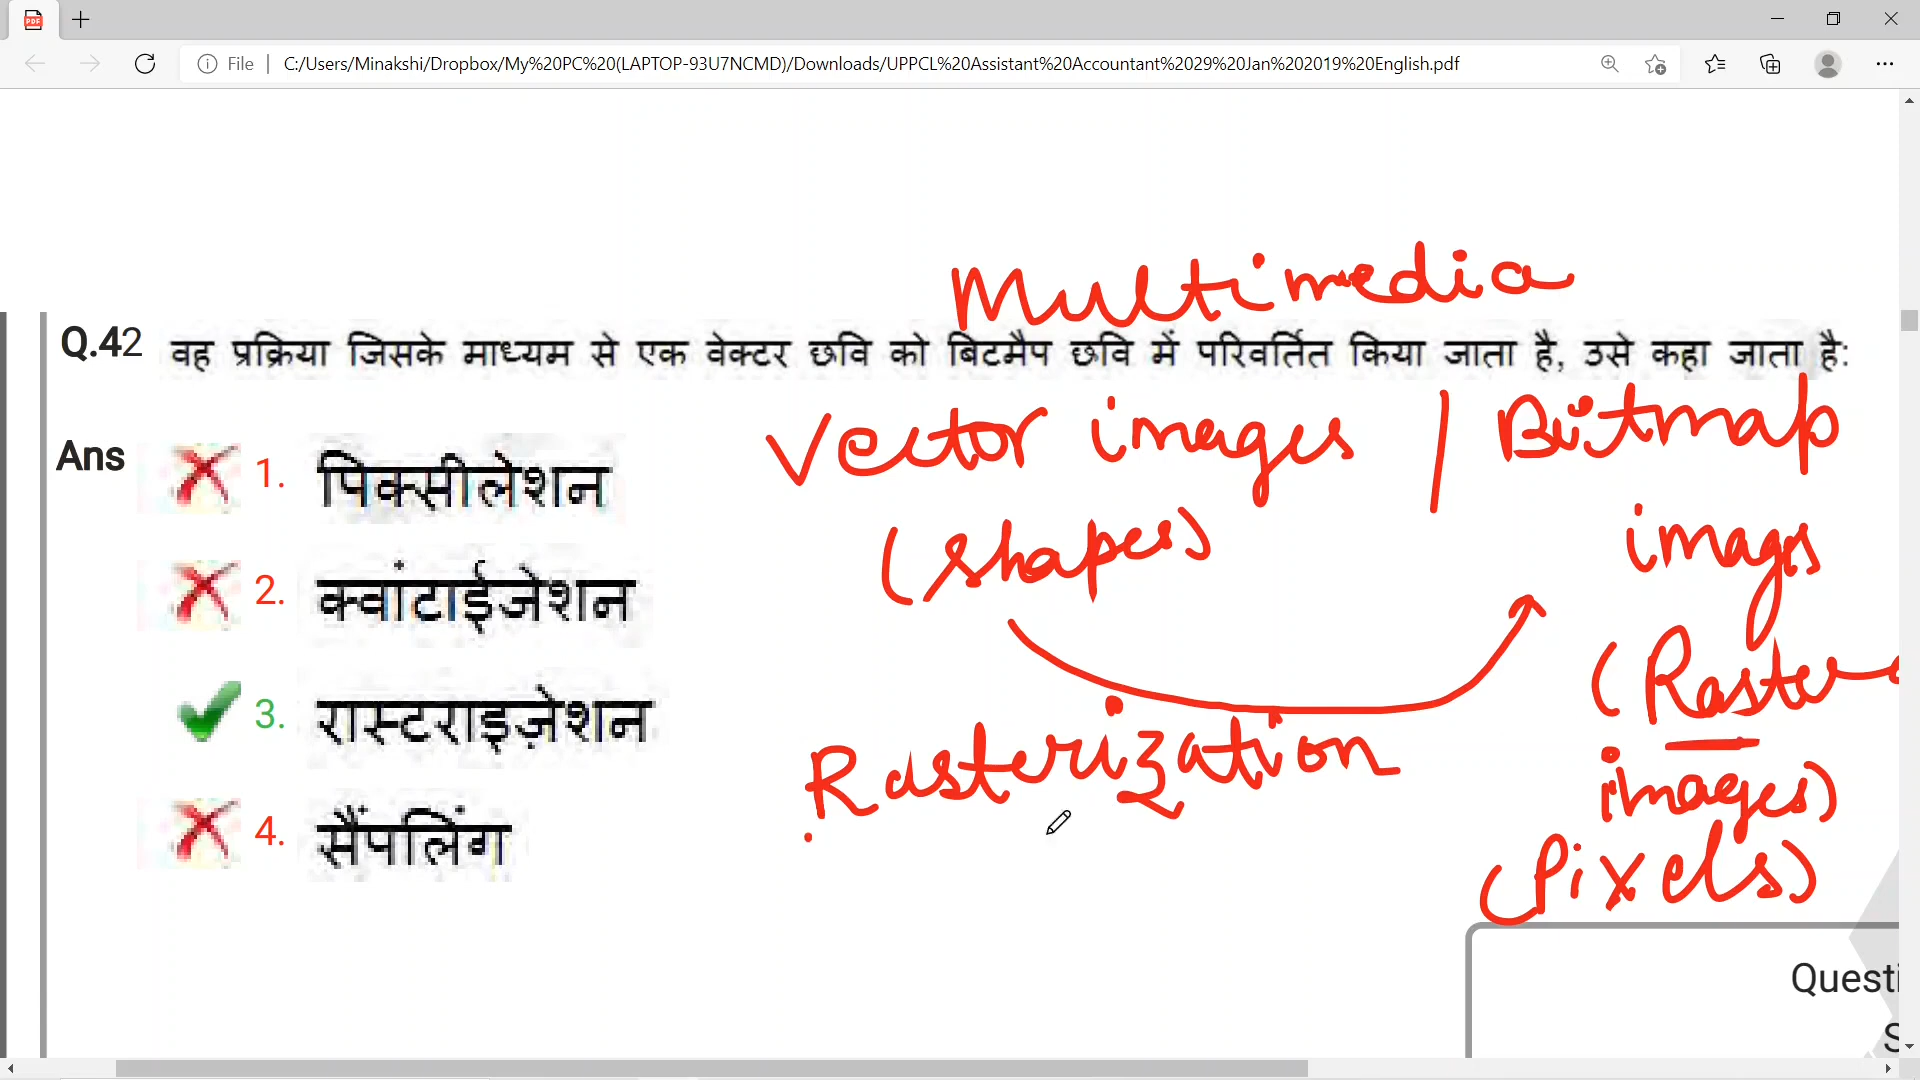 File C:/Users/Minakshi/Dropbox/My%20PC%20(LAPTOP-93U7NCMD)/Downloads/UPPCL%20Assistant%20Accountant%2029%20Jan%202019%20English.pdf
Multimedia
Q.42 वह प्रक्रिया जिसके माध्यम से एक वेक्टर छवि को बिटमैप छवि में परिवर्तित किया जाता है, उसे कहा जाता है:
Vector images / Bitmap
Ans
1. पिक्सीलेशन
(shapes) images
2. क्वांटाईजेशन
(Raster
3. रास्टराइज़ेशन
Rasterization images)
4. सैंपलिंग
(Pixels)
Questi
S